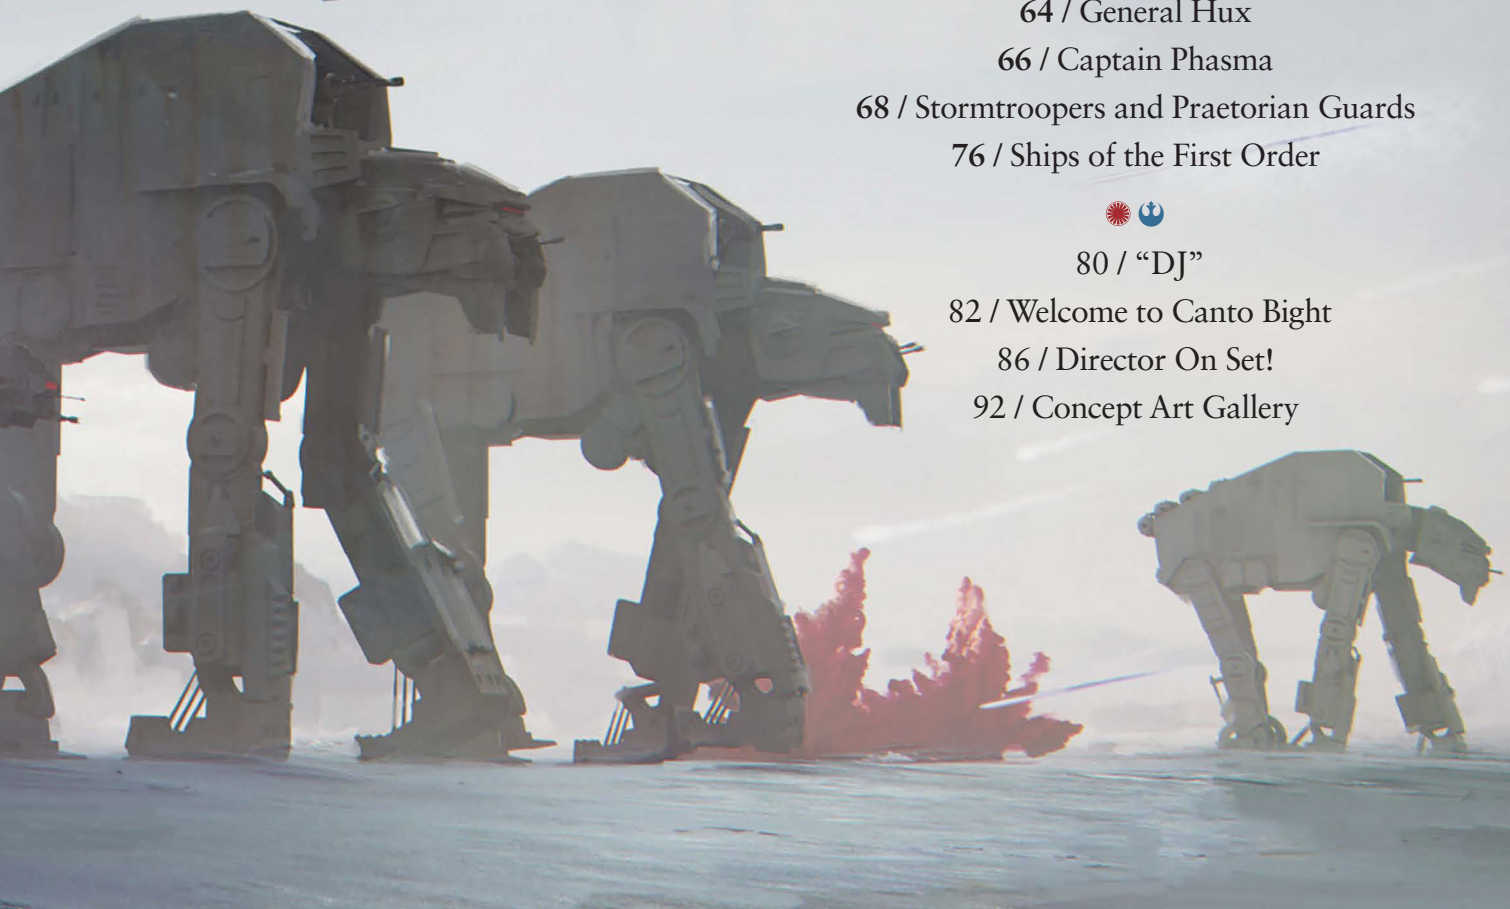 64 / General Hux
66 / Captain Phasma
68 / Stormtroopers and Praetorian Guards
76 / Ships of the First Order
80 / “DJ”
82 / Welcome to Canto Bight
86 / Director On Set!
92 / Concept Art Gallery